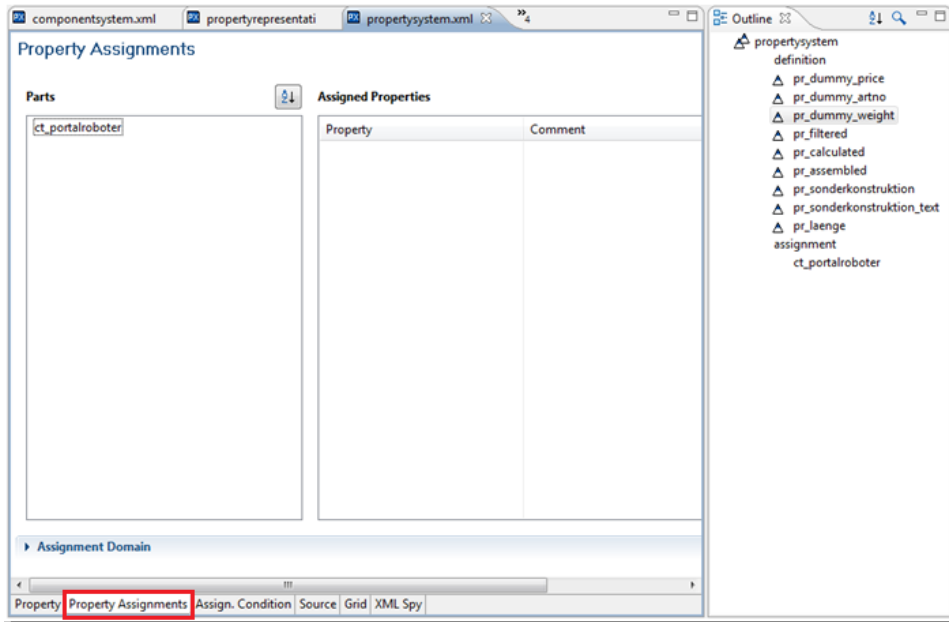 componentsystem.xml propertyrepresentati propertysystem.xml »4
Property Assignments
Parts Assigned Properties
ct_portalroboter
Property Comment
Assignment Domain
Property Property Assignments Assign. Condition Source Grid XML Spy
Outline
propertysystem
definition
pr_dummy_price
pr_dummy_artno
pr_dummy_weight
pr_filtered
pr_calculated
pr_assembled
pr_sonderkonstruktion
pr_sonderkonstruktion_text
pr_laenge
assignment
ct_portalroboter